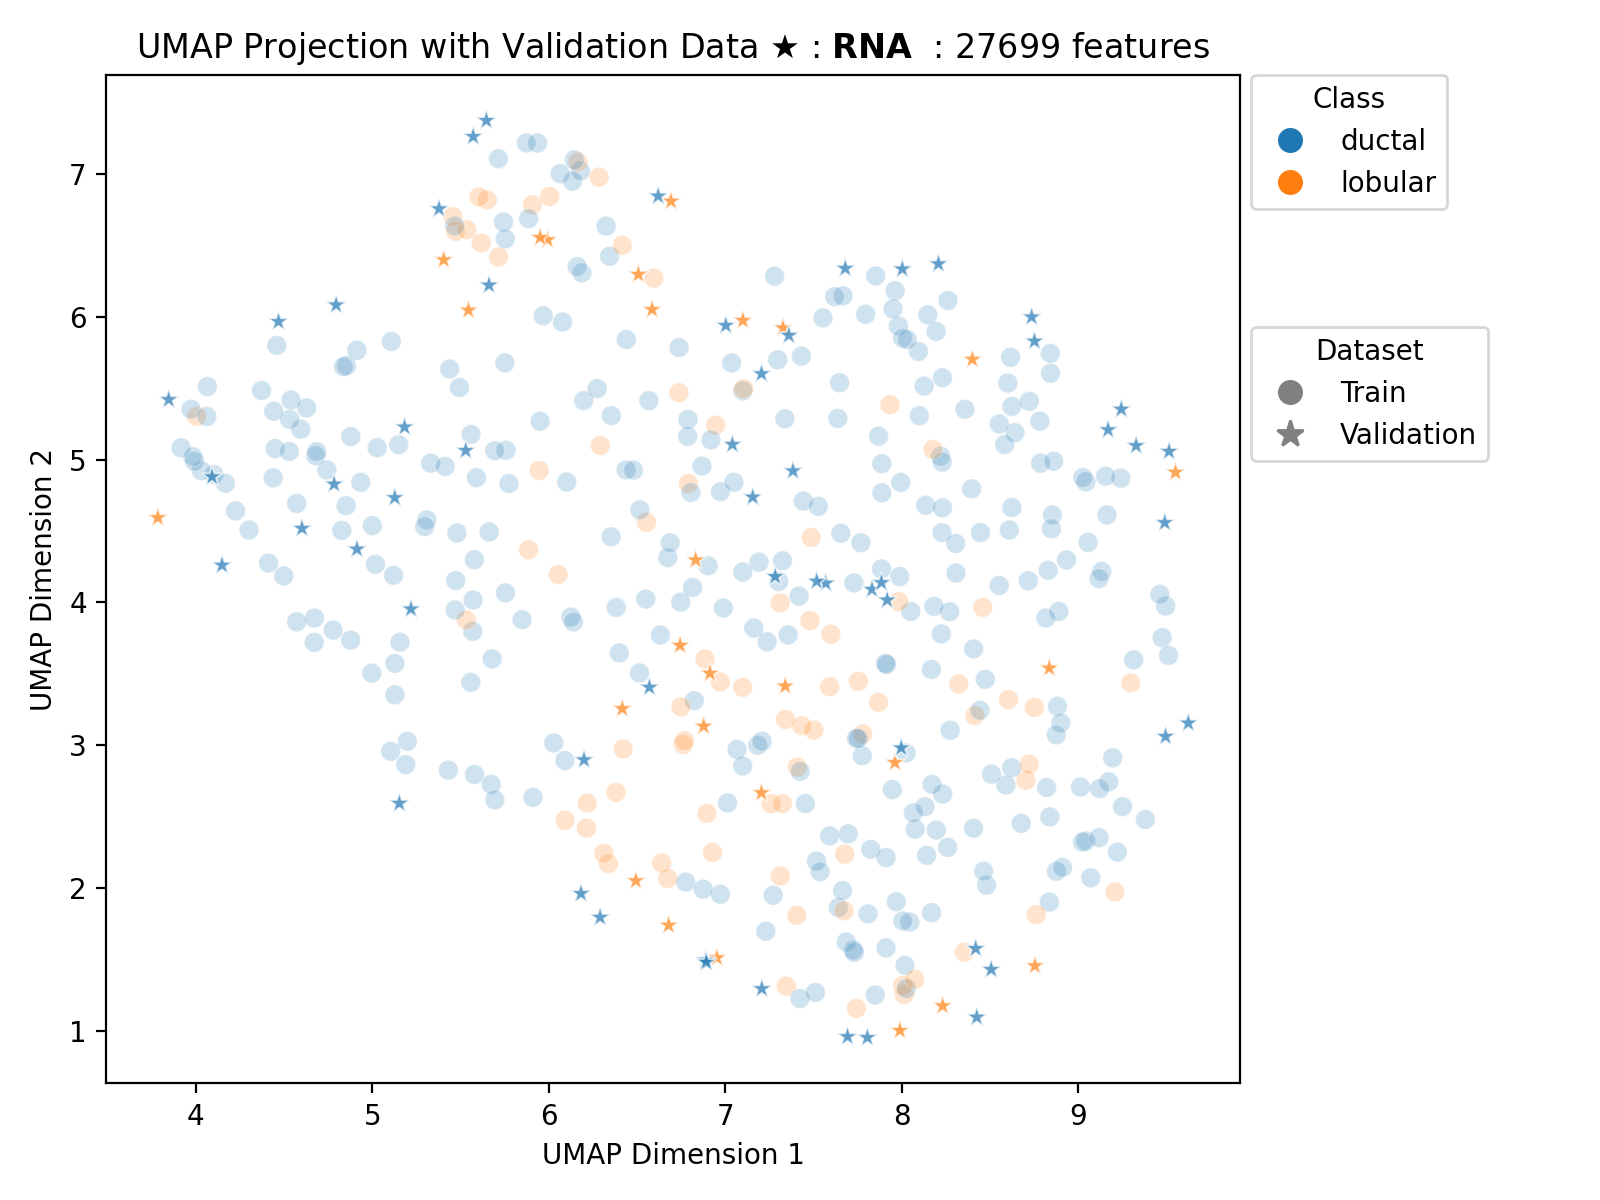 UMAP Projection with Validation Data ★ : RNA : 27699 features
Class
ductal
lobular
Dataset
Train
Validation
UMAP Dimension 2
7
6
5
4
3
2
1
4 5 6 7 8 9
UMAP Dimension 1